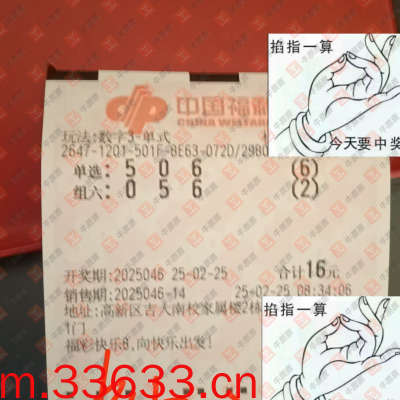 掐指一算
今天要中奖
中国福利
CHINA WELFARE
玩法:数字3-单式
2647-1201-501F-8E63-072D/2980
单选: 5 0 6 (6)
组六: 0 5 6 (2)
开奖期:2025046 25-02-25 合计16元
销售期:2025046-14 25-02-25 08:34:06
地址:高新区吉大南校家属楼2栋
1门
福彩快乐8,向快乐出发!
掐指一算
m.33633.cn